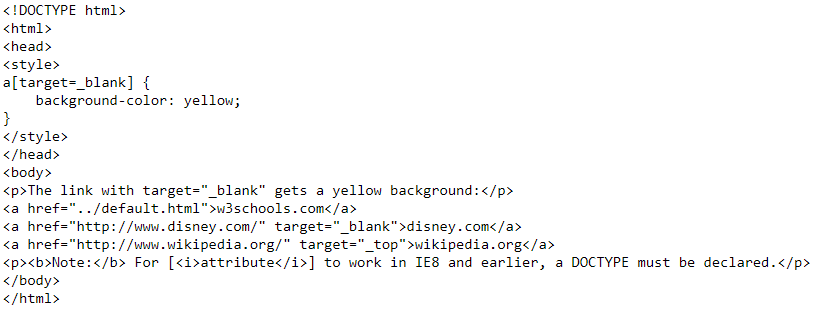 <!DOCTYPE html>
<html>
<head>
<style>
a[target=_blank] {
    background-color: yellow;
}
</style>
</head>
<body>
<p>The link with target="_blank" gets a yellow background:</p>
<a href="../default.html">w3schools.com</a>
<a href="http://www.disney.com/" target="_blank">disney.com</a>
<a href="http://www.wikipedia.org/" target="_top">wikipedia.org</a>
<p><b>Note:</b> For [<i>attribute</i>] to work in IE8 and earlier, a DOCTYPE must be declared.</p>
</body>
</html>